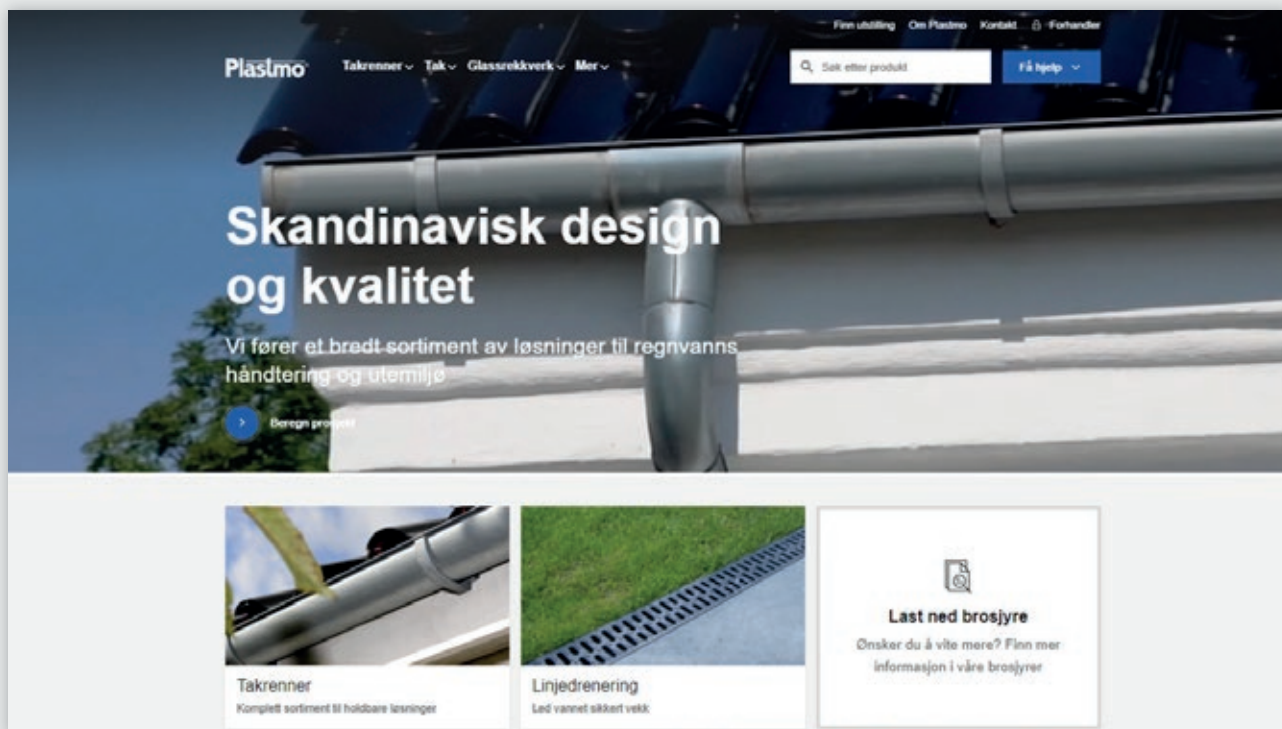 Finn utstilling Om Plastmo Kontakt Forhandler
Plastmo Takrenner Tak Glassrekkverk Mer
Søk etter produkt
Få hjelp
Skandinavisk design
og kvalitet
Vi fører et bredt sortiment av løsninger til regnvanns
håndtering og utemiljø
Beregn prosjekt
Takrenner
Komplett sortiment til holdbare løsninger
Linjedrenering
Led vannet sikkert vekk
Last ned brosjyre
Ønsker du å vite mere? Finn mer
informasjon i våre brosjyrer